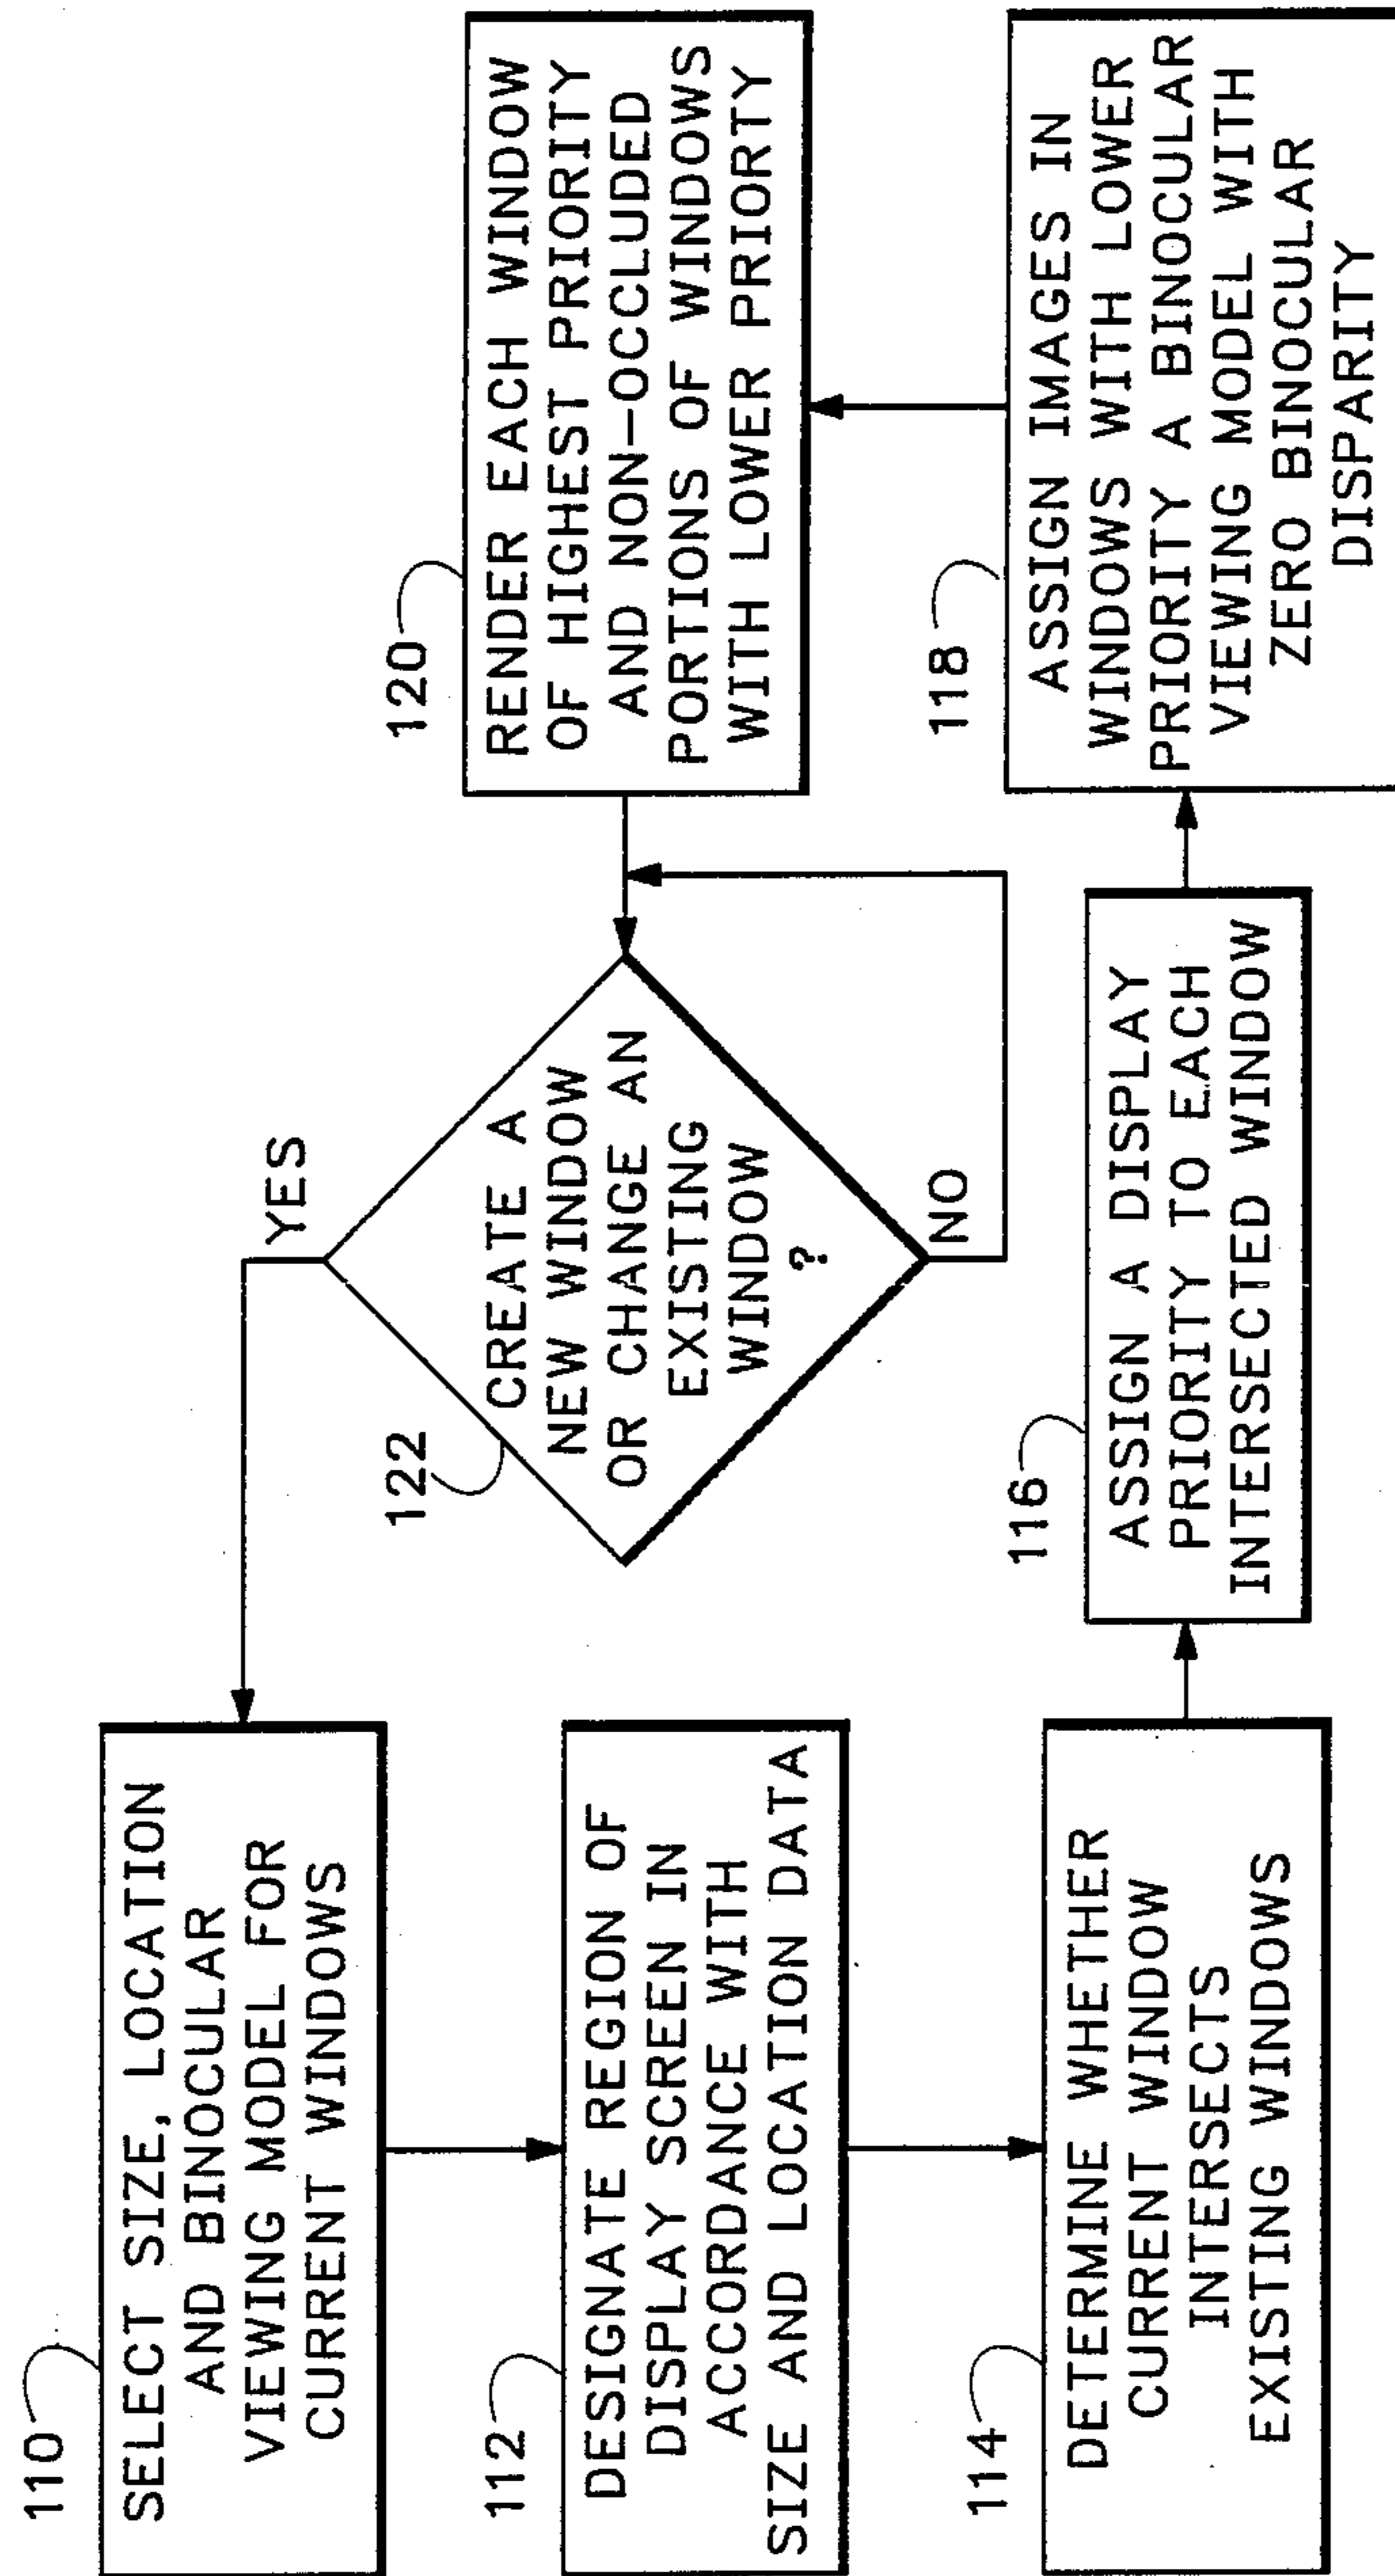 110
SELECT SIZE, LOCATION
AND BINOCULAR
VIEWING MODEL FOR
CURRENT WINDOWS
112
DESIGNATE REGION OF
DISPLAY SCREEN IN
ACCORDANCE WITH
SIZE AND LOCATION DATA
114
DETERMINE WHETHER
CURRENT WINDOW
INTERSECTS
EXISTING WINDOWS
116
ASSIGN A DISPLAY
PRIORITY TO EACH
INTERSECTED WINDOW
118
ASSIGN IMAGES IN
WINDOWS WITH LOWER
PRIORITY A BINOCULAR
VIEWING MODEL WITH
ZERO BINOCULAR
DISPARITY
120
RENDER EACH WINDOW
OF HIGHEST PRIORITY
AND NON-OCCLUDED
PORTIONS OF WINDOWS
WITH LOWER PRIORTY
122
CREATE A
NEW WINDOW
OR CHANGE AN
EXISTING
WINDOW
?
YES
NO